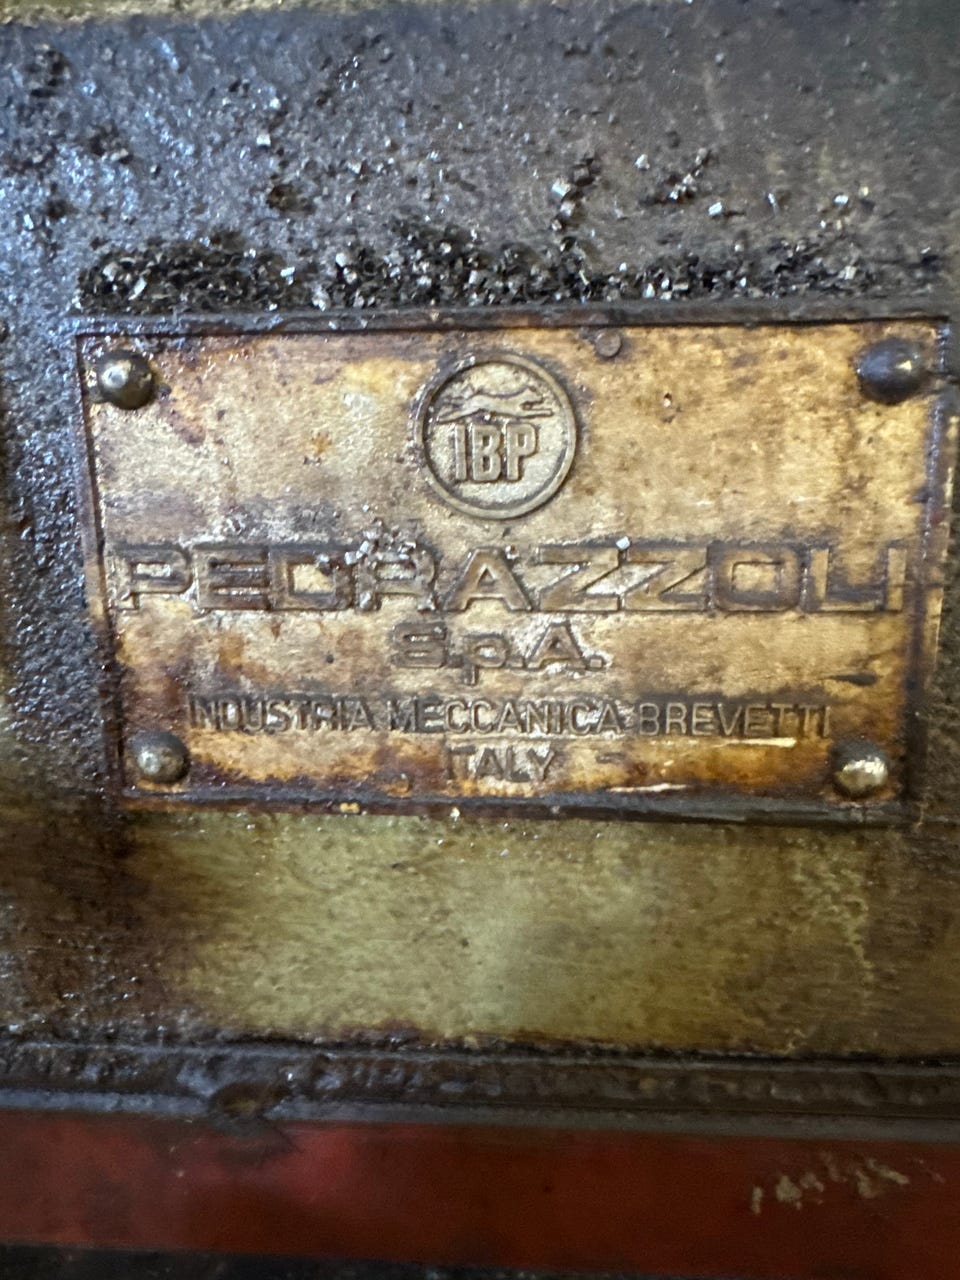 IBP
PEDRAZZOLI
S.p.A.
INDUSTRIA MECCANICA BREVETTI
ITALY